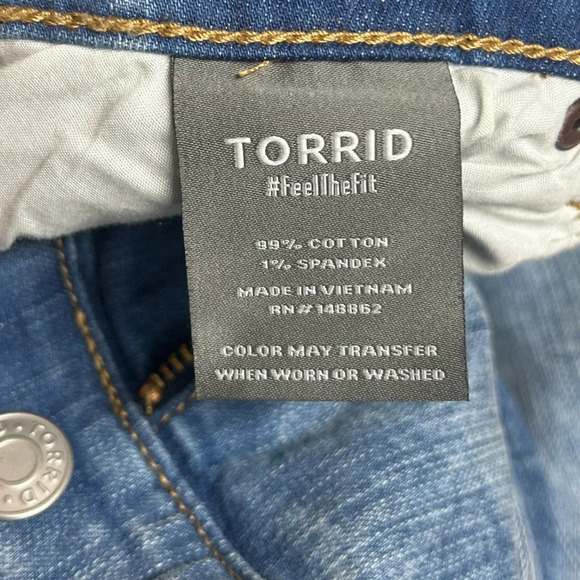 TORRID
#FeelTheFit
99% COTTON
1% SPANDEX
MADE IN VIETNAM
RN# 148862
COLOR MAY TRANSFER
WHEN WORN OR WASHED
TORRID